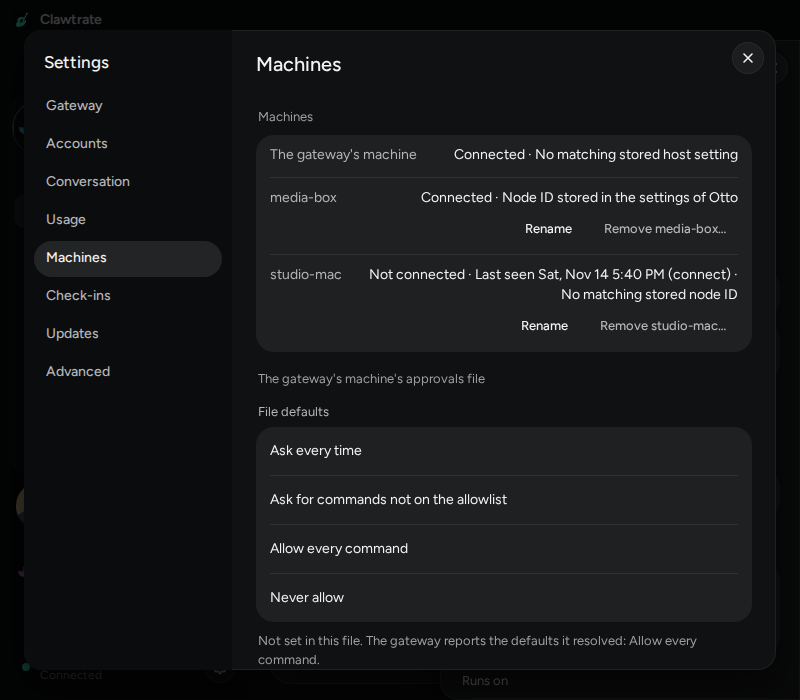 Clawtrate
Settings
Gateway
Accounts
Conversation
Usage
Machines
Check-ins
Updates
Advanced
Machines
Machines
The gateway's machine Connected · No matching stored host setting
media-box Connected · Node ID stored in the settings of Otto
Rename Remove media-box...
studio-mac Not connected · Last seen Sat, Nov 14 5:40 PM (connect) ·
No matching stored node ID
Rename Remove studio-mac...
The gateway's machine's approvals file
File defaults
Ask every time
Ask for commands not on the allowlist
Allow every command
Never allow
Not set in this file. The gateway reports the defaults it resolved: Allow every
command.
Connected
Runs on